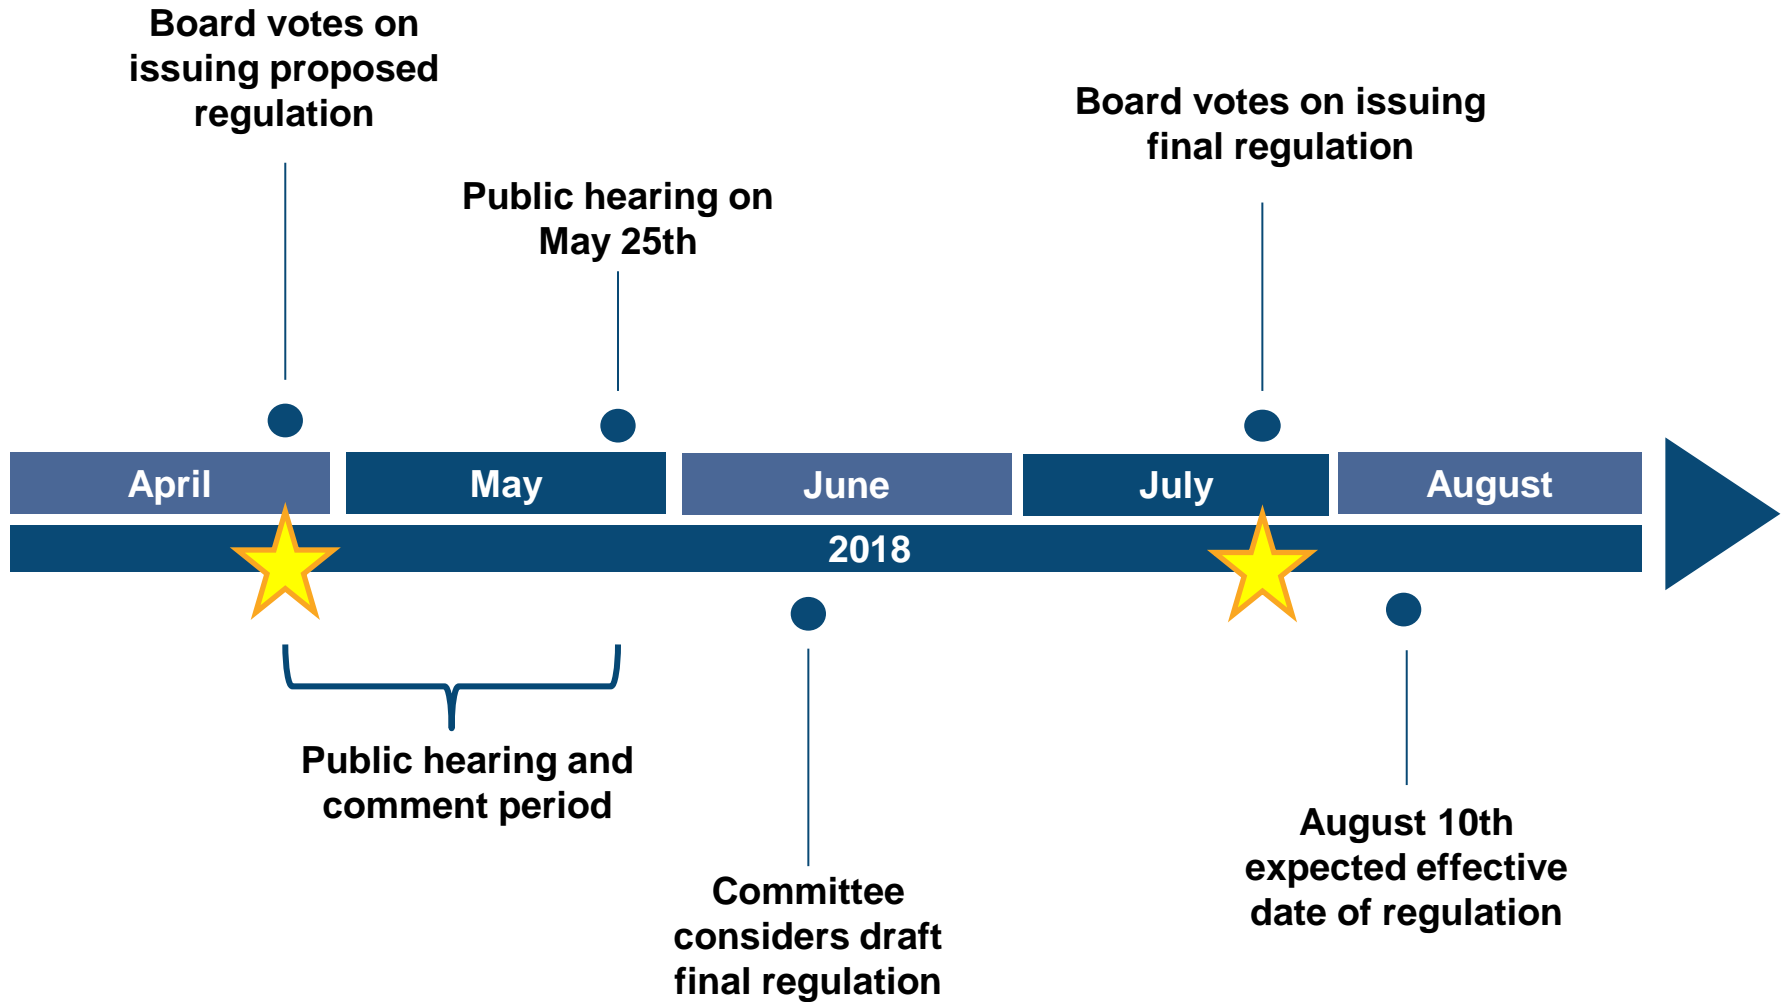 Board votes on
issuing proposed
regulation
Board votes on issuing
final regulation
Public hearing on
May 25th
April
May
June
July
August
2018
Public hearing and
comment period
August 10th
expected effective
date of regulation
Committee
considers draft
final regulation